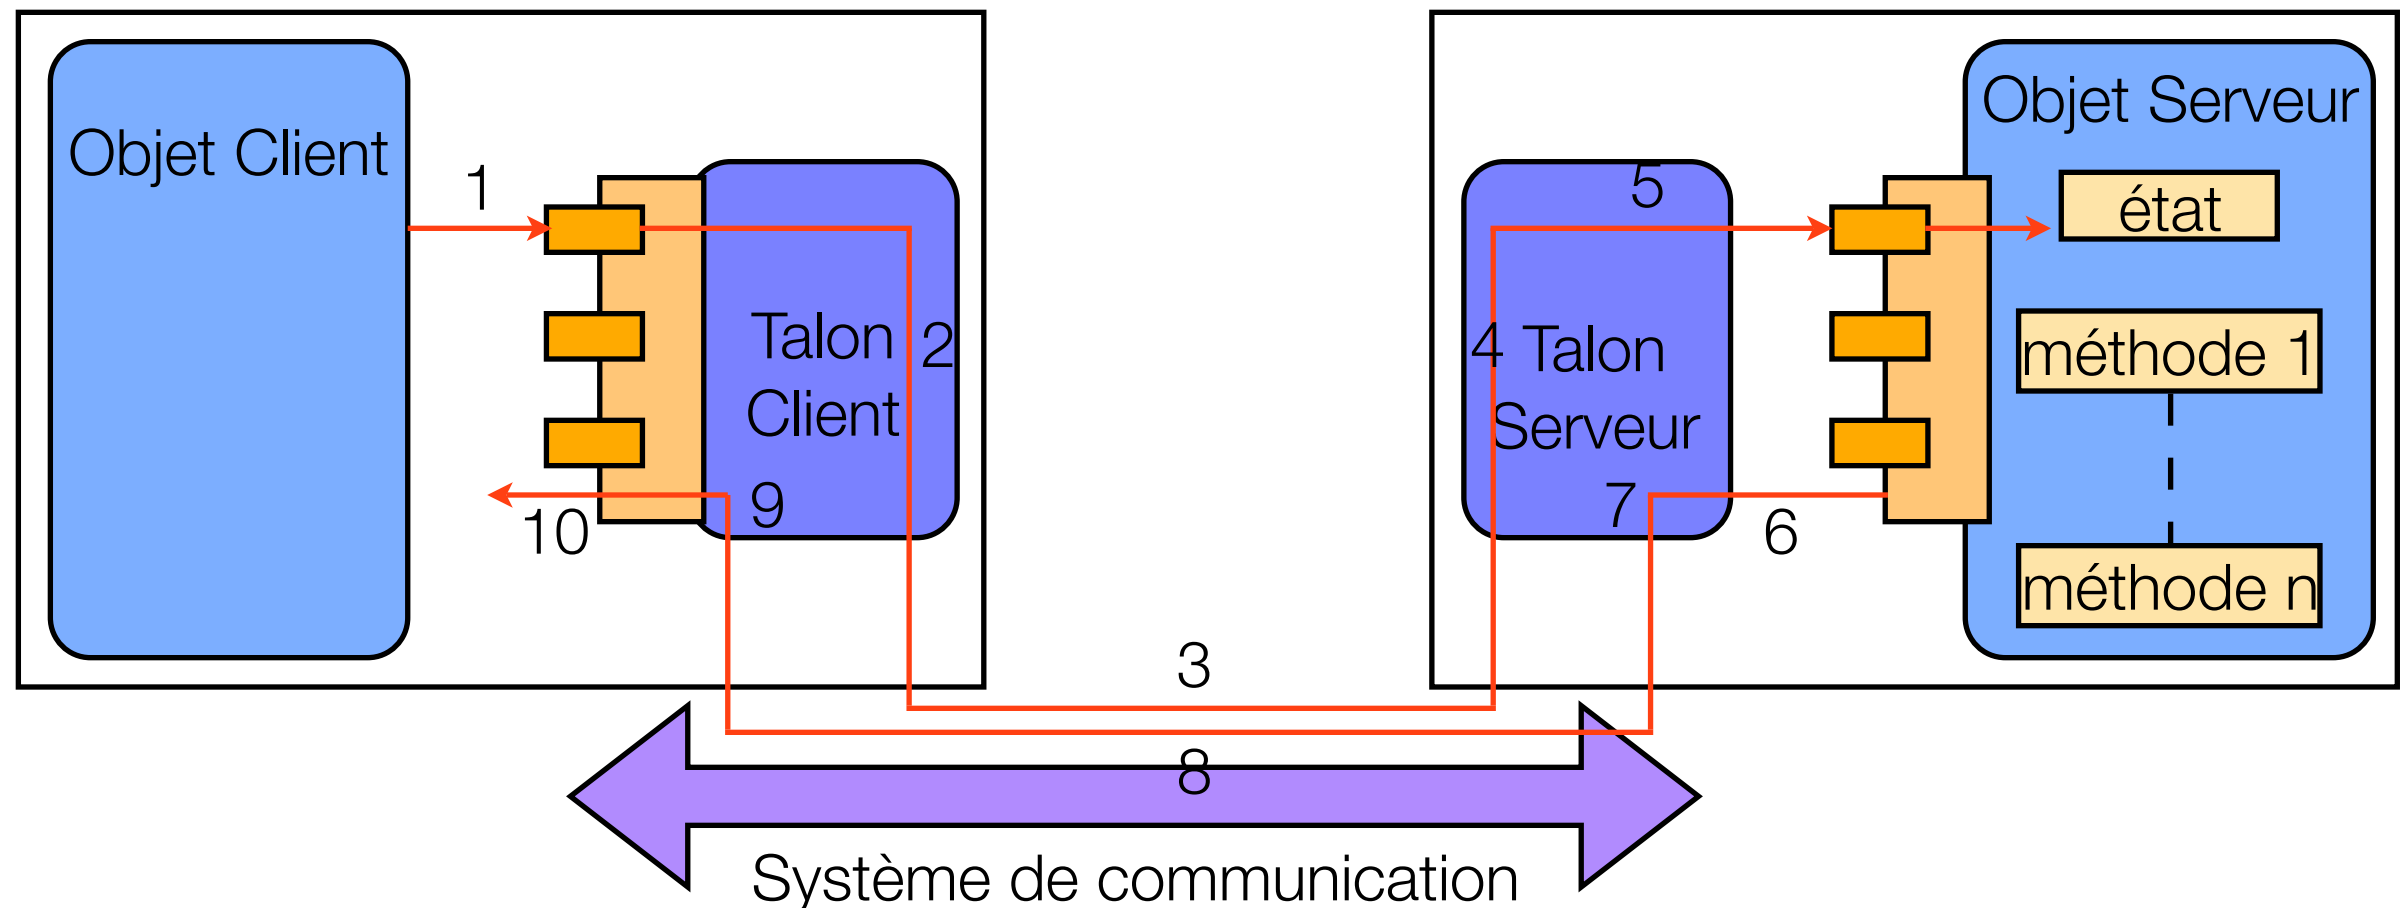 Objet Client
1
Talon
Client
2
9
10
3
8
Système de communication
4
Talon
Serveur
5
7
6
Objet Serveur
état
méthode 1
méthode n